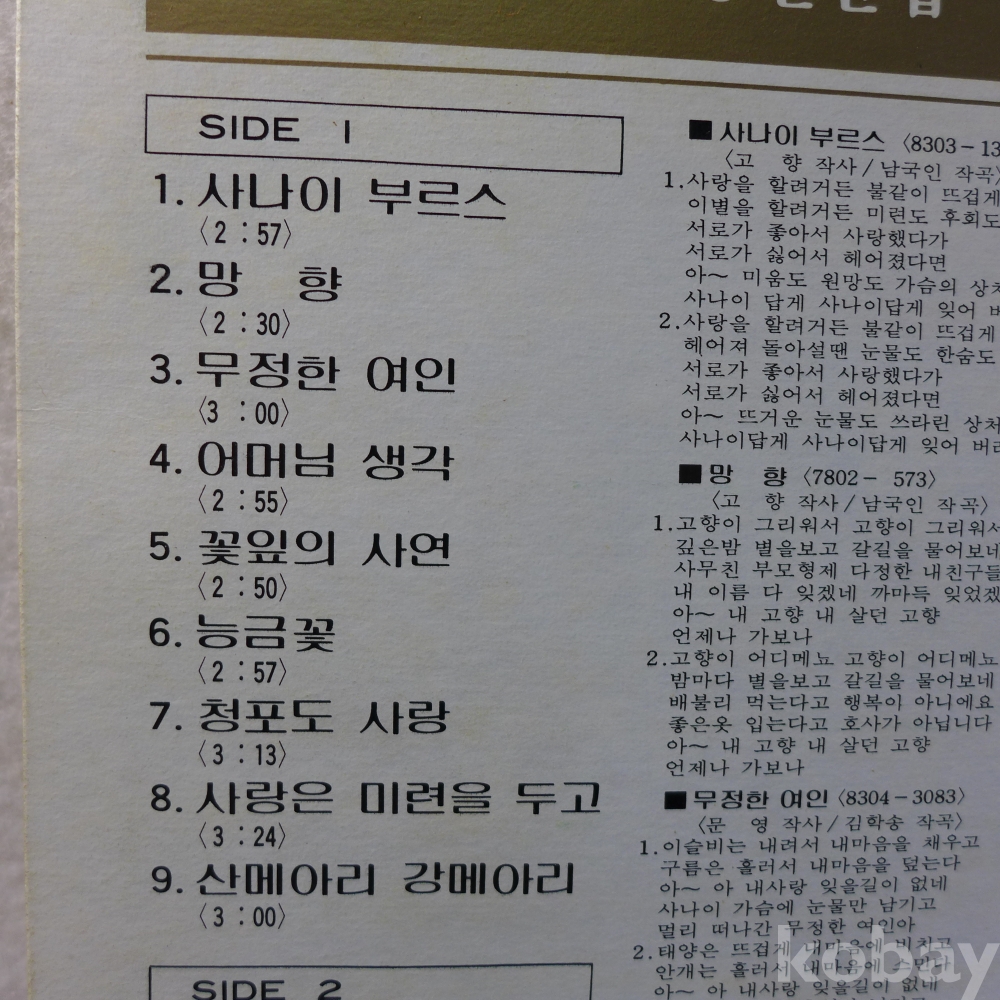 SIDE 1
1. 사나이 부르스
〈2 : 57〉
2. 망 향
〈2 : 30〉
3. 무정한 여인
〈3 : 00〉
4. 어머님 생각
〈2 : 55〉
5. 꽃잎의 사연
〈2 : 50〉
6. 능금꽃
〈2 : 57〉
7. 청포도 사랑
〈3 : 13〉
8. 사랑은 미련을 두고
〈3 : 24〉
9. 산메아리 강메아리
〈3 : 00〉
SIDE 2
■사나이 부르스 〈8303-13
〈고 향 작사/남국인 작곡〉
1.사랑을 할려거든 불같이 뜨겁게
이별을 할려거든 미련도 후회도
서로가 좋아서 사랑했다가
서로가 싫어서 헤어졌다면
아~ 미움도 원망도 가슴의
사나이 답게 사나이답게 잊어
2.사랑을 할려거든 불같이 뜨겁게
헤어져 돌아설땐 눈물도 한숨도
서로가 좋아서 사랑했다가
서로가 싫어서 헤어졌다면
아~ 뜨거운 눈물도 쓰라린 상처
사나이답게 사나이답게 잊어
■망 향 〈7802- 573〉
〈고 향 작사/남국인 작곡〉
1.고향이 그리워서 고향이 그리워서
깊은밤 별을보고 갈길을 물어보네
사무친 부모형제 다정한 내친구들
내 이름 다 잊겠네 까마득 잊었겠
아~ 내 고향 내 살던 고향
언제나 가보나
2.고향이 어디메뇨 고향이 어디메뇨
밤마다 별을보고 갈길을 물어보네
배불리 먹는다고 행복이 아니에요
좋은옷 입는다고 호사가 아닙니다
아~ 내 고향 내 살던 고향
언제나 가보나
■무정한 여인 〈8304-3083〉
〈문 영 작사/김학송 작곡〉
1.이슬비는 내려서 내마음을 채우고
구름은 흘러서 내마음을 덮는다
아~ 아 내사랑 잊을길이 없네
사나이 가슴에 눈물만 남기고
멀리 떠나간 무정한 여인아
2.태양은 뜨겁게 내마음에 비치고
안개는 흘러서 내마음에 스민다
아~ 아 내사랑 잊을길이 없네
kobay